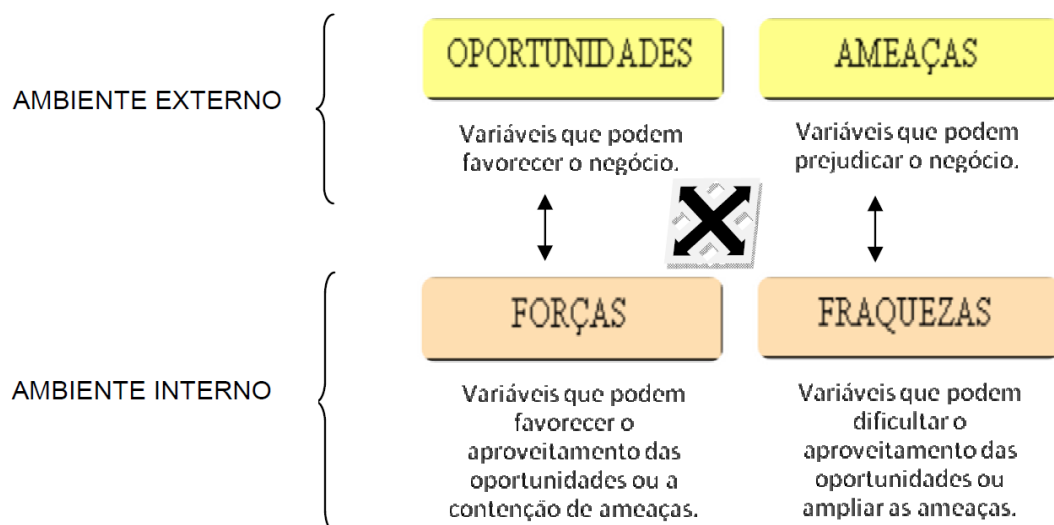 AMBIENTE EXTERNO
OPORTUNIDADES
Variáveis que podem
favorecer o negócio.
AMEAÇAS
Variáveis que podem
prejudicar o negócio.
AMBIENTE INTERNO
FORÇAS
Variáveis que podem
favorecer o
aproveitamento das
oportunidades ou a
contenção de ameaças.
FRAQUEZAS
Variáveis que podem
dificultar o
aproveitamento das
oportunidades ou
ampliar as ameaças.